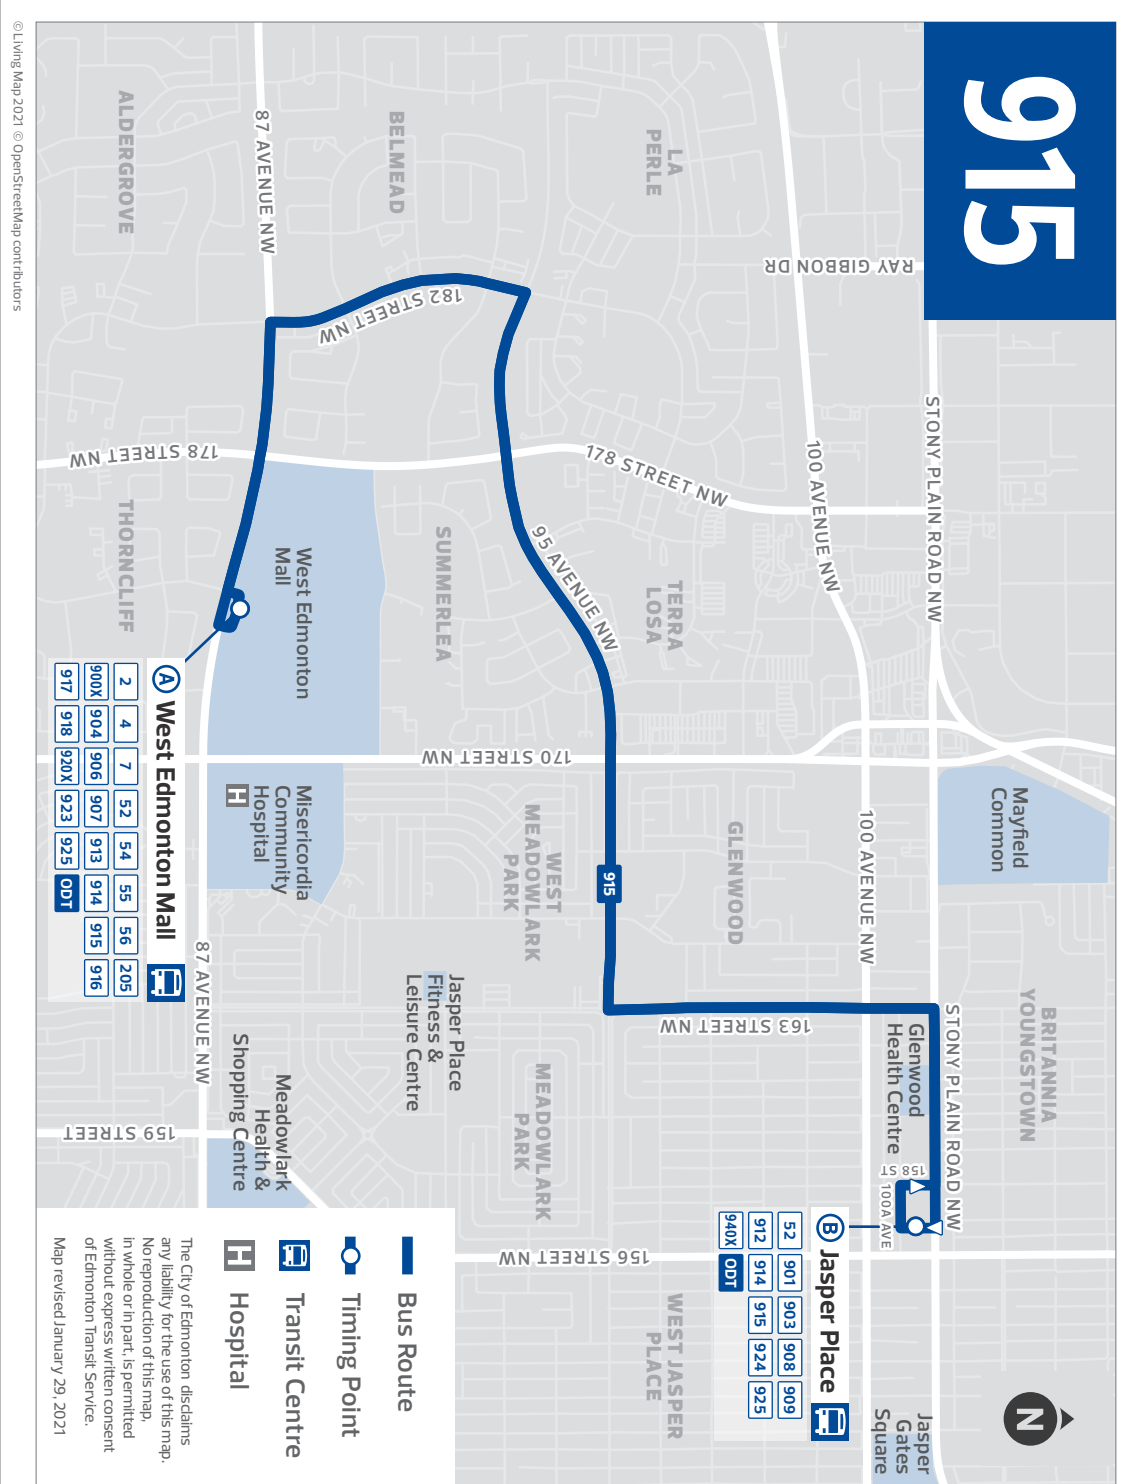 915
STONY PLAIN ROAD NW
Mayfield
Common
BRITANNIA
YOUNGSTOWN
STONY PLAIN ROAD NW
N
RAY GIBBON DR
100 AVENUE NW
100 AVENUE NW
Glenwood
Health Centre
158 ST
100A AVE
Jasper
Gates
Square
B Jasper Place
52 901 903 908 909
912 914 915 924 925
940X ODT
LA
PERLE
178 STREET NW
TERRA
LOSA
GLENWOOD
163 STREET NW
WEST JASPER
PLACE
156 STREET NW
915
95 AVENUE NW
WEST
MEADOWLARK
PARK
MEADOWLARK
PARK
BELMEAD
182 STREET NW
SUMMERLEA
170 STREET NW
Jasper Place
Fitness &
Leisure Centre
West Edmonton
Mall
Misericordia
Community
Hospital
H
Meadowlark
Health &
Shopping Centre
87 AVENUE NW
87 AVENUE NW
178 STREET NW
159 STREET
ALDERGROVE
THORNCLIFF
A West Edmonton Mall
2 4 7 52 54 55 56 205
900X 904 906 907 913 914 915 916
917 918 920X 923 925 ODT
Bus Route
Timing Point
Transit Centre
H Hospital
The City of Edmonton disclaims
any liability for the use of this map.
No reproduction of this map,
in whole or in part, is permitted
without express written consent
of Edmonton Transit Service.
Map revised January 29, 2021
© Living Map 2021 © OpenStreetMap contributors